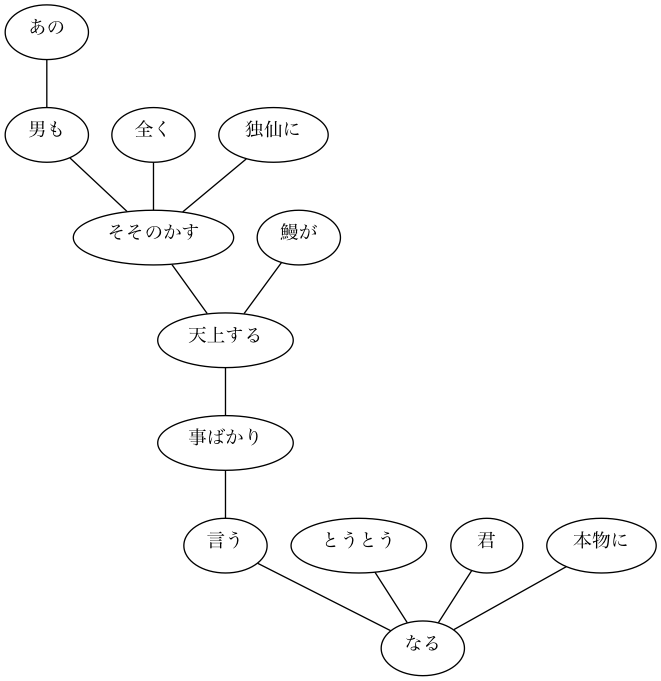 あの
男も 全く 独仙に
そそのかす 鰻が
天上する
事ばかり
言う とうとう 君 本物に
なる